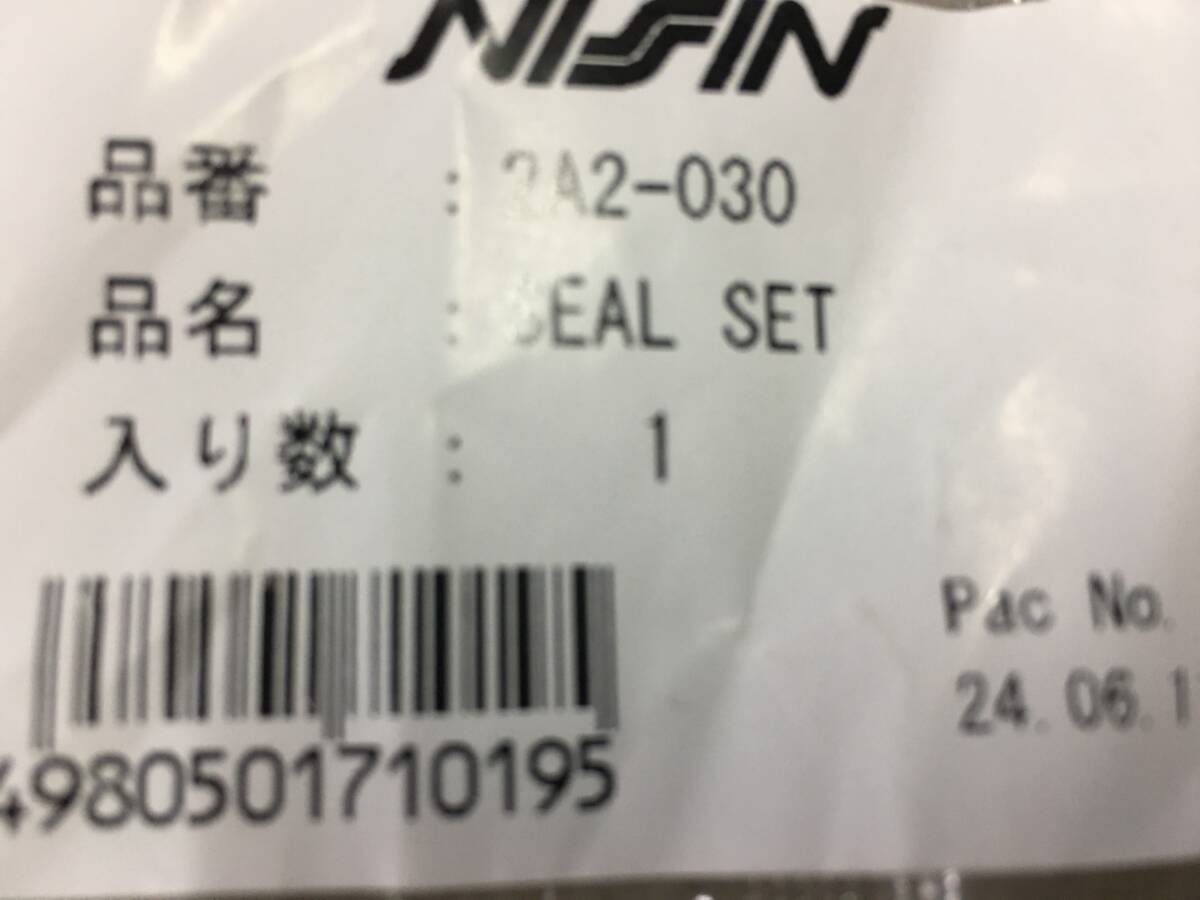 NISSIN
品番 : 2A2-030
品名 : SEAL SET
入り数 : 1
Pac No.
24.06.1
4980501710195